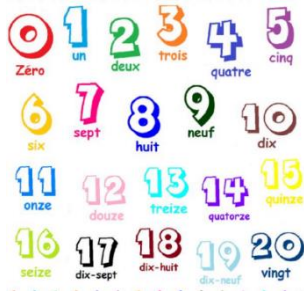 0 1 2 3 4 5
Zéro un deux trois quatre cinq
6 7 8 9 10
six sept huit neuf dix
11 12 13 14 15
onze douze treize quatorze quinze
16 17 18 19 20
seize dix-sept dix-huit dix-neuf vingt